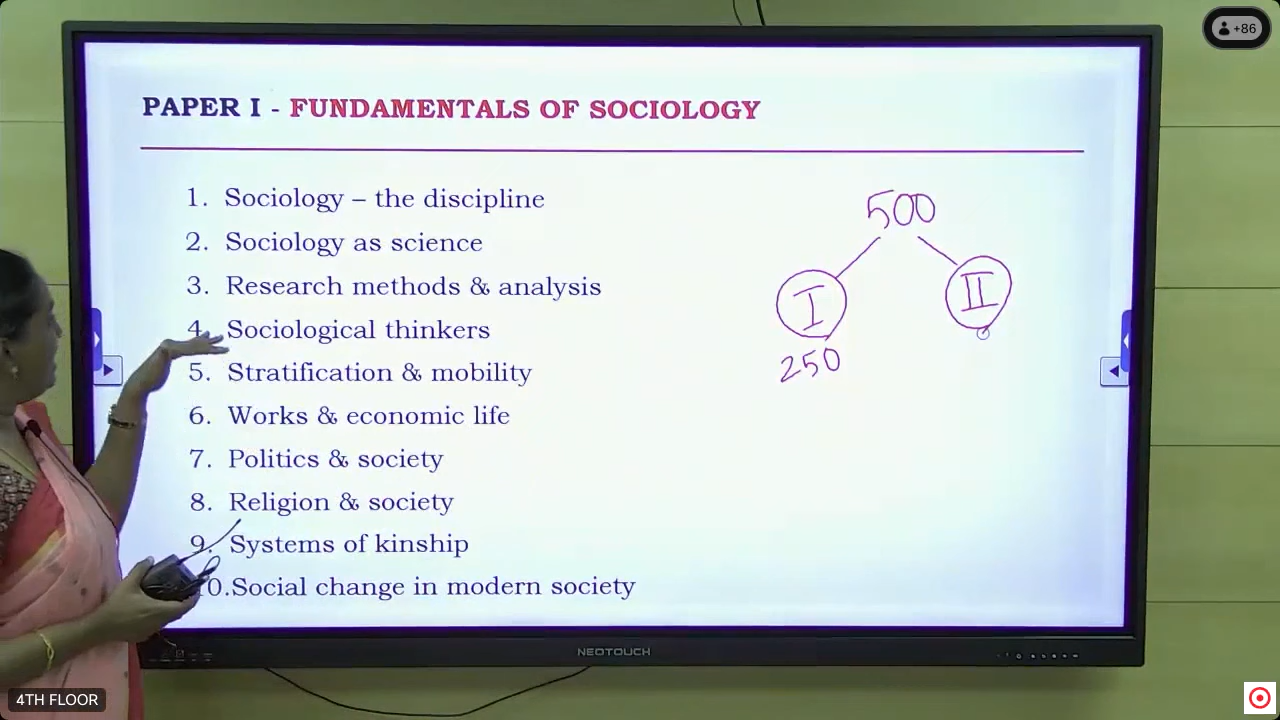 +86
PAPER I - FUNDAMENTALS OF SOCIOLOGY
1. Sociology – the discipline
2. Sociology as science
3. Research methods & analysis
4. Sociological thinkers
5. Stratification & mobility
6. Works & economic life
7. Politics & society
8. Religion & society
9. Systems of kinship
10.Social change in modern society
500
I
II
250
NEOTOUCH
4TH FLOOR